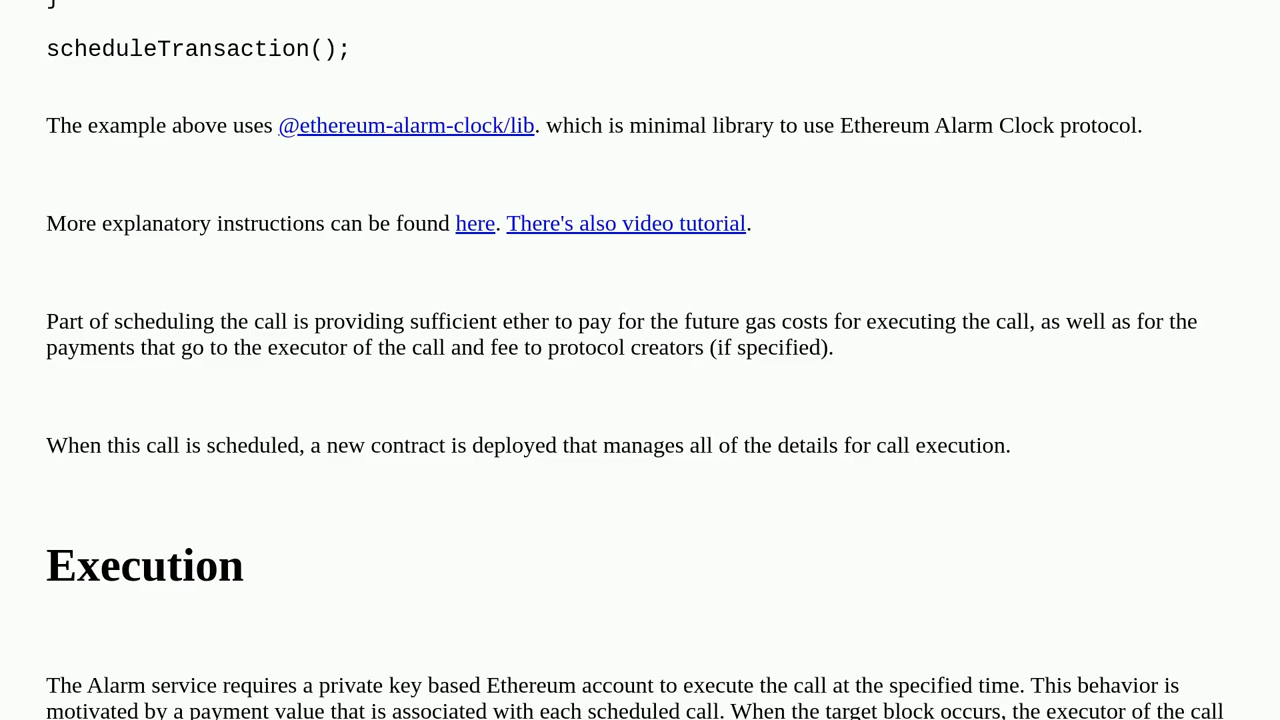 }
scheduleTransaction();
The example above uses @ethereum-alarm-clock/lib. which is minimal library to use Ethereum Alarm Clock protocol.
More explanatory instructions can be found here. There's also video tutorial.
Part of scheduling the call is providing sufficient ether to pay for the future gas costs for executing the call, as well as for the
payments that go to the executor of the call and fee to protocol creators (if specified).
When this call is scheduled, a new contract is deployed that manages all of the details for call execution.
Execution
The Alarm service requires a private key based Ethereum account to execute the call at the specified time. This behavior is
motivated by a payment value that is associated with each scheduled call. When the target block occurs, the executor of the call